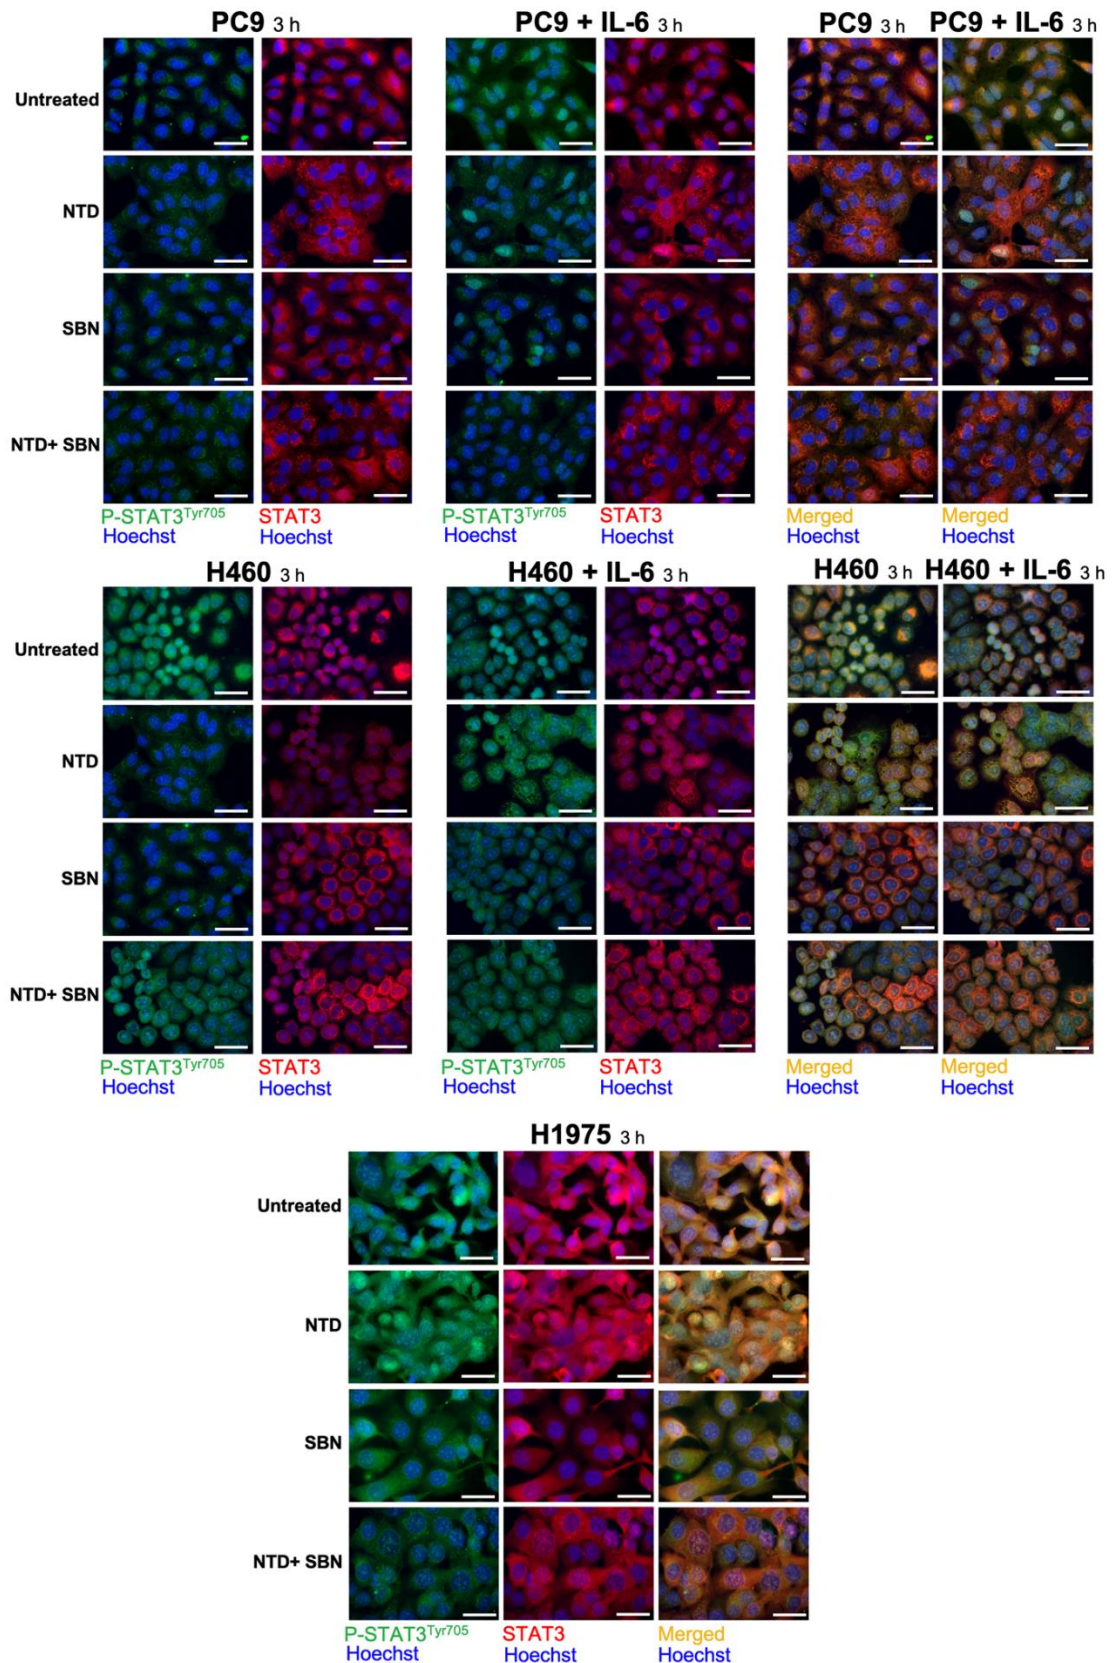 PC9 3 h PC9 + IL-6 3 h PC9 3 h PC9 + IL-6 3 h
Untreated
NTD
SBN
NTD+ SBN
P-STAT3Tyr705 STAT3 P-STAT3Tyr705 STAT3 Merged Merged
Hoechst Hoechst Hoechst Hoechst Hoechst Hoechst
H460 3 h H460 + IL-6 3 h H460 3 h H460 + IL-6 3 h
Untreated
NTD
SBN
NTD+ SBN
P-STAT3Tyr705 STAT3 P-STAT3Tyr705 STAT3 Merged Merged
Hoechst Hoechst Hoechst Hoechst Hoechst Hoechst
H1975 3 h
Untreated
NTD
SBN
NTD+ SBN
P-STAT3Tyr705 STAT3 Merged
Hoechst Hoechst Hoechst